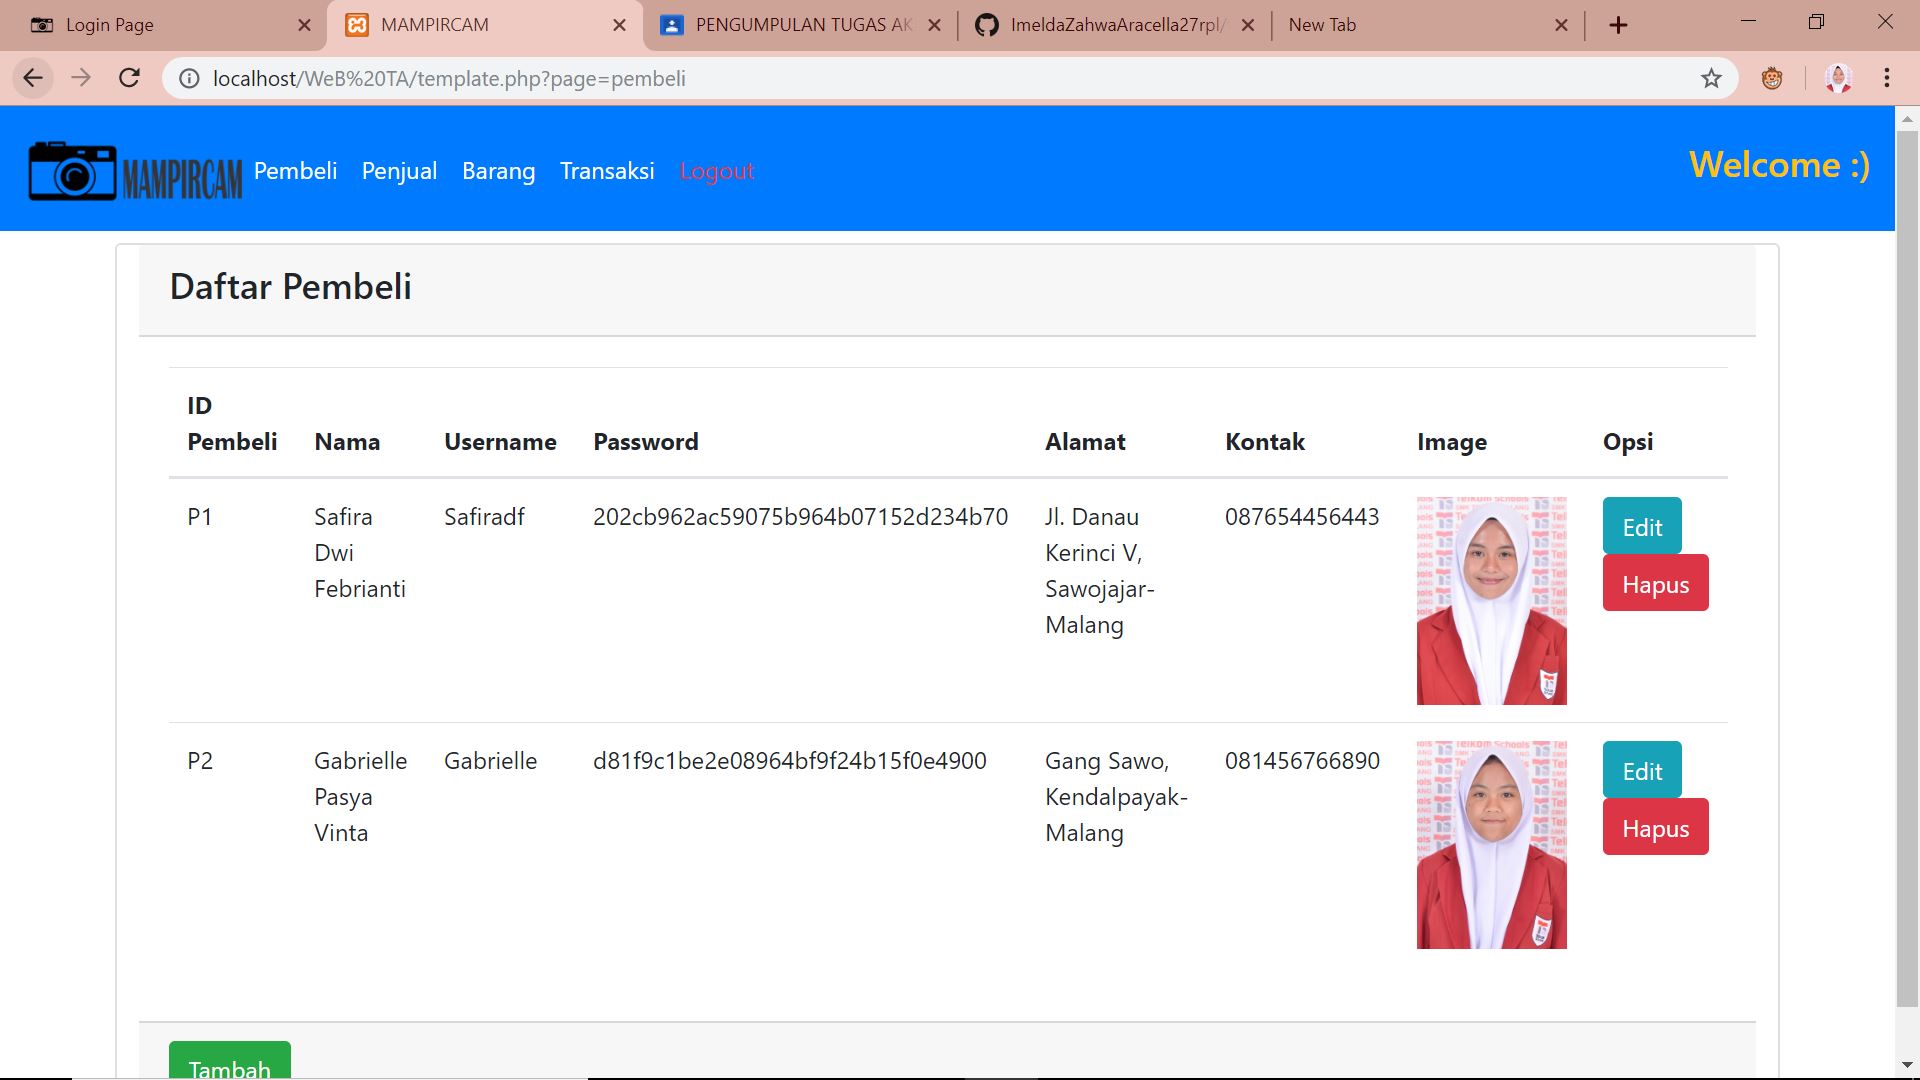 Login Page
MAMPIRCAM
PENGUMPULAN TUGAS AK
ImeldaZahwaAracella27rpl/
New Tab
localhost/WeB%20TA/template.php?page=pembeli
MAMPIRCAM
Pembeli
Penjual
Barang
Transaksi
Logout
Welcome :)
Daftar Pembeli
ID
Pembeli
Nama
Username
Password
Alamat
Kontak
Image
Opsi
P1
Safira
Dwi
Febrianti
Safiradf
202cb962ac59075b964b07152d234b70
Jl. Danau
Kerinci V,
Sawojajar-
Malang
087654456443
Edit
Hapus
P2
Gabrielle
Pasya
Vinta
Gabrielle
d81f9c1be2e08964bf9f24b15f0e4900
Gang Sawo,
Kendalpayak-
Malang
081456766890
Telkom Schools
Edit
Hapus
Tambah